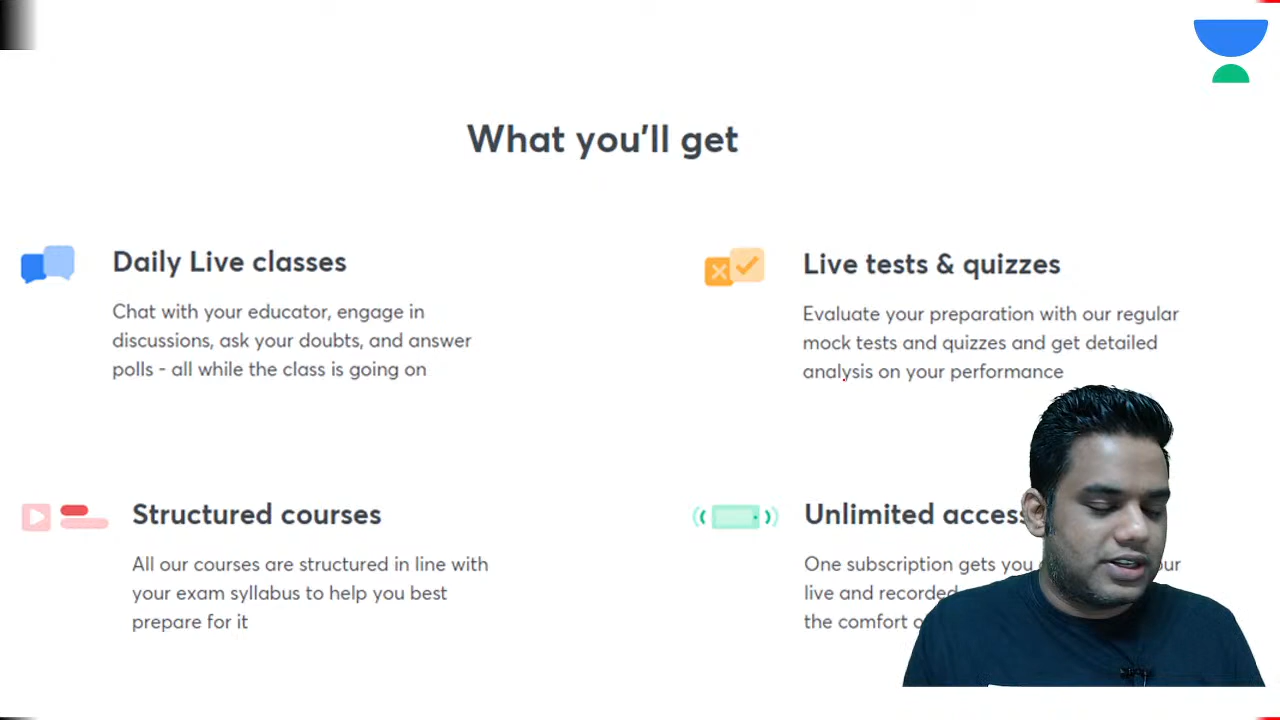 What you'll get
Daily Live classes
Chat with your educator, engage in
discussions, ask your doubts, and answer
polls - all while the class is going on
Live tests & quizzes
Evaluate your preparation with our regular
mock tests and quizzes and get detailed
analysis on your performance
Structured courses
All our courses are structured in line with
your exam syllabus to help you best
prepare for it
Unlimited access
One subscription gets you
live and recorded
the comfort